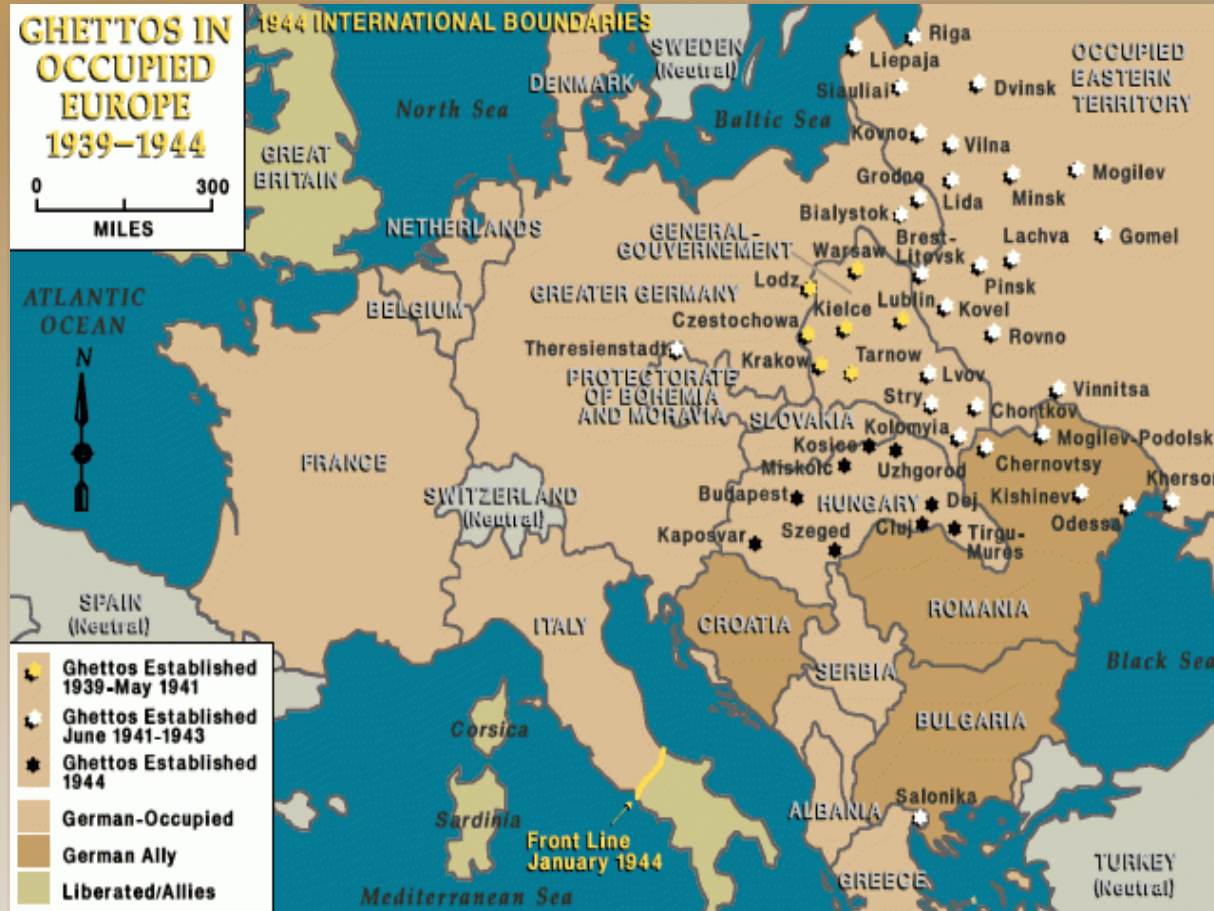 GHETTOS IN
OCCUPIED
EUROPE
1939–1944
0 300
MILES
1944 INTERNATIONAL BOUNDARIES
SWEDEN
(Neutral)
DENMARK
North Sea
Baltic Sea
GREAT
BRITAIN
NETHERLANDS
BELGIUM
ATLANTIC
OCEAN
N
GENERAL-
GOUVERNEMENT
GREATER GERMANY
OCCUPIED
EASTERN
TERRITORY
Riga
Liepaja
Siauliai
Dvinsk
Kovno
Vilna
Grodno
Lida
Minsk
Mogilev
Bialystok
Brest-
Litovsk
Lachva
Gomel
Pinsk
Warsaw
Lodz
Kielce
Lublin
Kovel
Czestochowa
Rovno
Theresienstadt
Krakow
Tarnow
Lvov
Vinnitsa
PROTECTORATE
OF BOHEMIA
AND MORAVIA
Stry
Chortkov
SLOVAKIA
Kolomyia
Mogilev-Podolsk
Kosice
Miskolc
Uzhgorod
Chernovtsy
Kherson
FRANCE
SWITZERLAND
(Neutral)
Budapest
HUNGARY
Dej
Kishinev
Odessa
Kaposvar
Szeged
Cluj
Tirgu-
Mures
SPAIN
(Neutral)
ITALY
CROATIA
ROMANIA
SERBIA
Black Sea
BULGARIA
Corsica
Sardinia
ALBANIA
Salonika
Front Line
January 1944
GREECE
TURKEY
(Neutral)
Mediterranean Sea
Ghettos Established
1939-May 1941
Ghettos Established
June 1941-1943
Ghettos Established
1944
German-Occupied
German Ally
Liberated/Allies